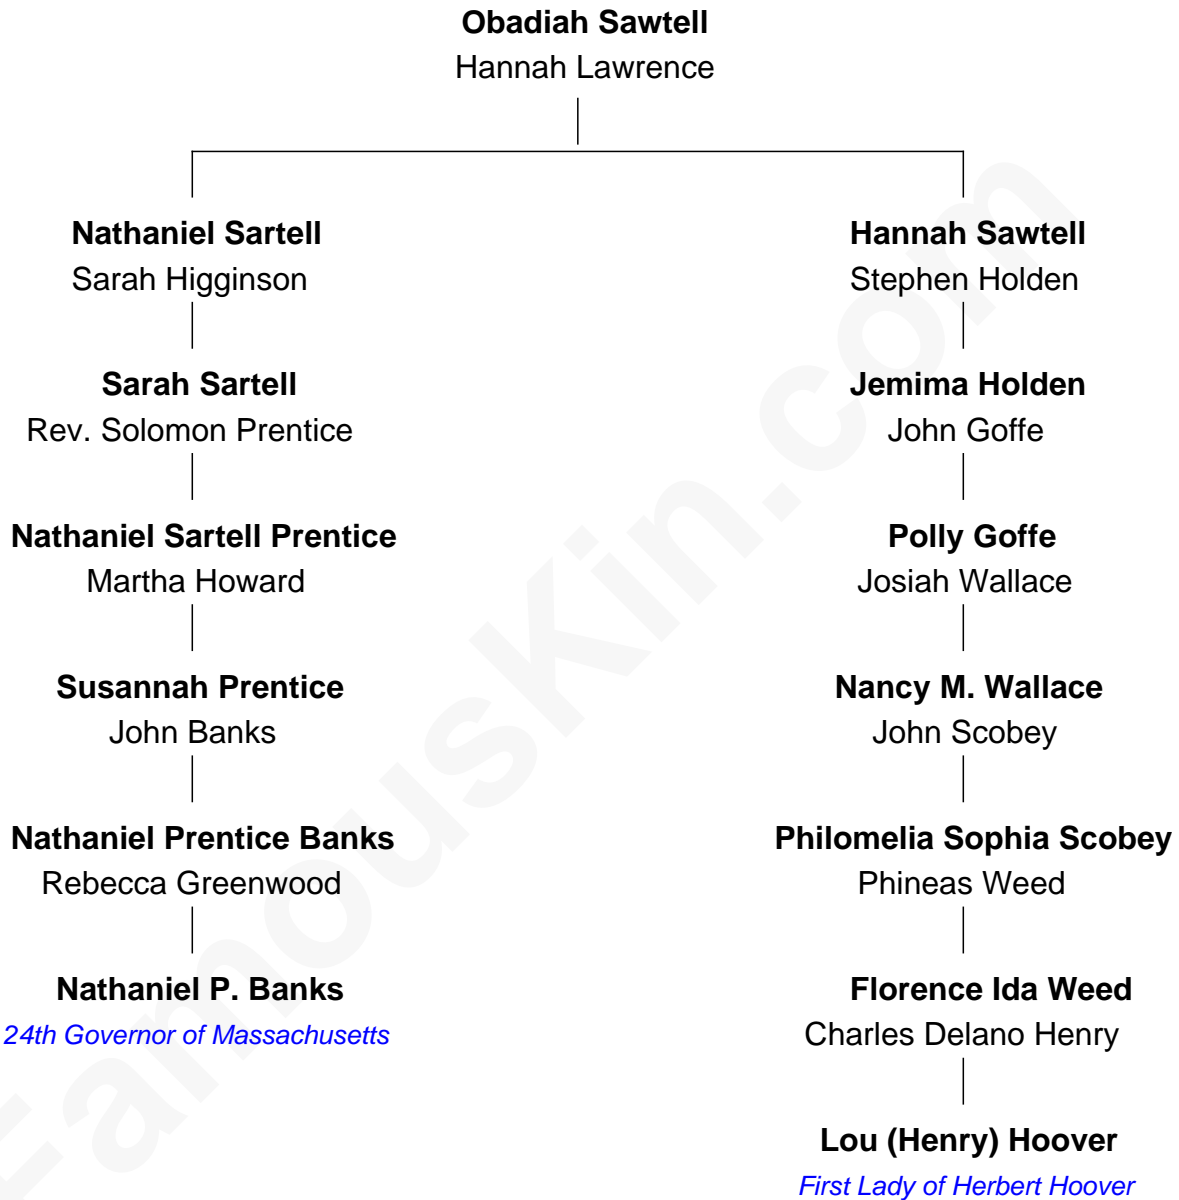 Obadiah Sawtell
Hannah Lawrence
Nathaniel Sartell
Sarah Higginson
Hannah Sawtell
Stephen Holden
Sarah Sartell
Rev. Solomon Prentice
Jemima Holden
John Goffe
Nathaniel Sartell Prentice
Martha Howard
Polly Goffe
Josiah Wallace
Susannah Prentice
John Banks
Nancy M. Wallace
John Scobey
Nathaniel Prentice Banks
Rebecca Greenwood
Philomelia Sophia Scobey
Phineas Weed
Nathaniel P. Banks
24th Governor of Massachusetts
Florence Ida Weed
Charles Delano Henry
Lou (Henry) Hoover
First Lady of Herbert Hoover
FamousKin.com